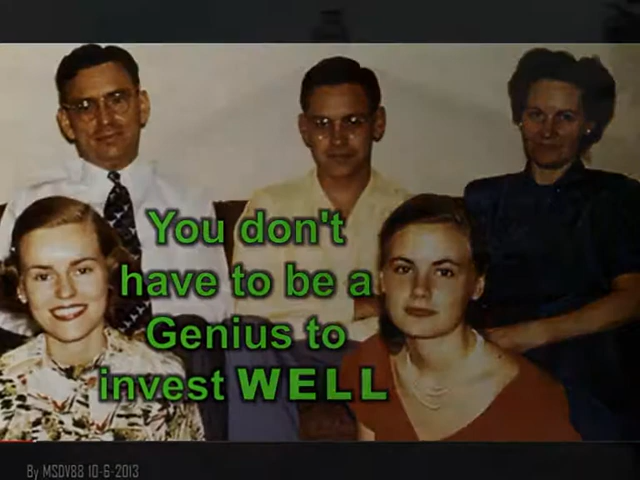 You don't
have to be a
Genius to
invest WELL
By MSDV88 10-6-2013